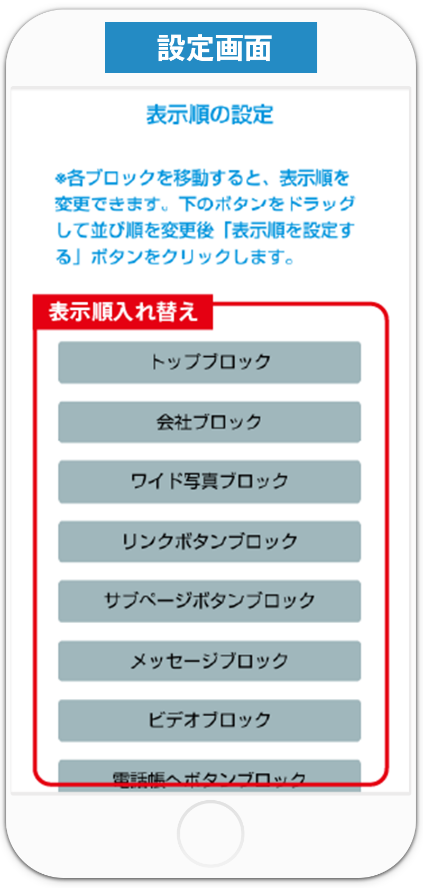 設定画面
表示順の設定
※各ブロックを移動すると、表示順を
変更できます。下のボタンをドラッグ
して並び順を変更後「表示順を設定す
る」ボタンをクリックします。
表示順入れ替え
トップブロック
会社ブロック
ワイド写真ブロック
リンクボタンブロック
サブページボタンブロック
メッセージブロック
ビデオブロック
電話帳へボタンブロック